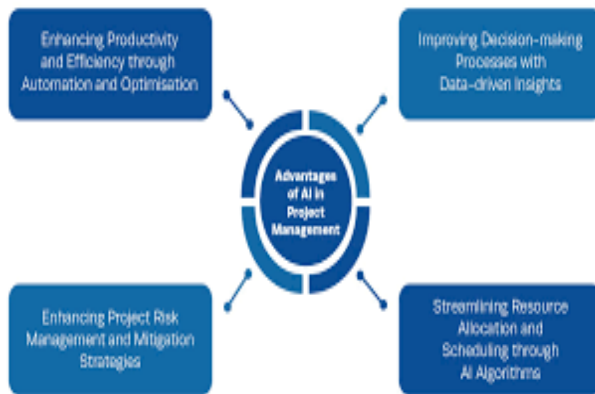 Enhancing Productivity
and Efficiency through
Automation and Optimisation
Improving Decision-making
Processes with
Data-driven Insights
Advantages
of AI in
Project
Management
Enhancing Project Risk
Management and Mitigation
Strategies
Streamlining Resource
Allocation and
Scheduling through
AI Algorithms